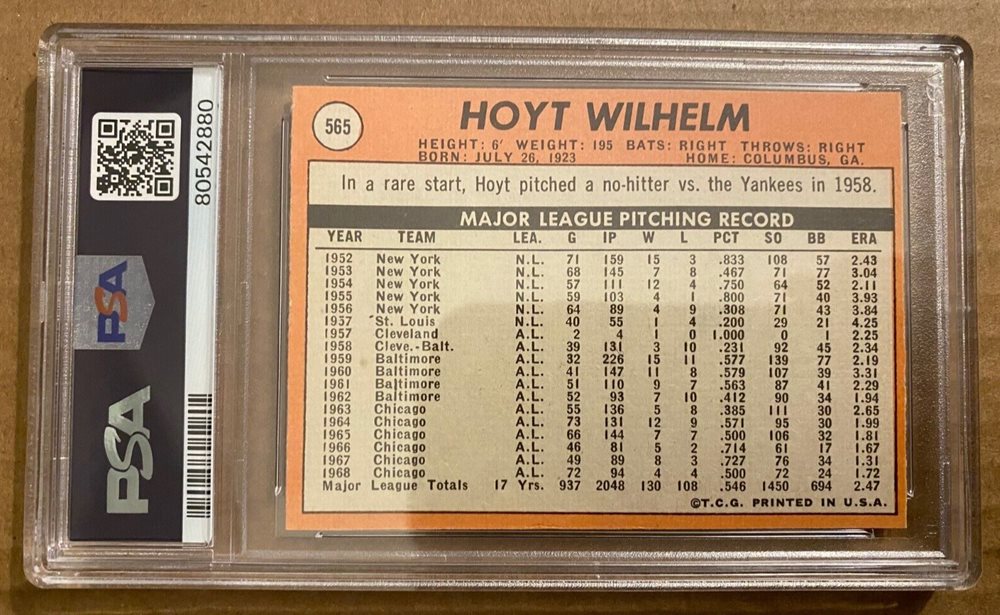 80542880
PSA
PSA
565
HOYT WILHELM
HEIGHT: 6' WEIGHT: 195 BATS: RIGHT THROWS: RIGHT
BORN: JULY 26, 1923 HOME: COLUMBUS, GA.
In a rare start, Hoyt pitched a no-hitter vs. the Yankees in 1958.
MAJOR LEAGUE PITCHING RECORD
YEAR TEAM LEA. G IP W L PCT SO BB ERA
1952 New York N.L. 71 159 15 3 .833 108 57 2.43
1953 New York N.L. 68 145 7 8 .467 71 77 3.04
1954 New York N.L. 57 111 12 4 .750 64 52 2.11
1955 New York N.L. 59 103 4 1 .800 71 40 3.93
1956 New York N.L. 64 89 4 9 .308 71 43 3.84
1957 St. Louis N.L. 40 55 1 4 .200 29 21 4.25
1957 Cleveland A.L. 2 4 1 0 1.000 0 1 2.25
1958 Cleve.-Balt. A.L. 39 131 3 10 .231 92 45 2.34
1959 Baltimore A.L. 32 226 15 11 .577 139 77 2.19
1960 Baltimore A.L. 41 147 11 8 .579 107 39 3.31
1961 Baltimore A.L. 51 110 9 7 .563 87 41 2.29
1962 Baltimore A.L. 52 93 7 10 .412 90 34 1.94
1963 Chicago A.L. 55 136 5 8 .385 111 30 2.65
1964 Chicago A.L. 73 131 12 9 .571 95 30 1.99
1965 Chicago A.L. 66 144 7 7 .500 106 32 1.81
1966 Chicago A.L. 46 81 5 2 .714 61 17 1.67
1967 Chicago A.L. 49 89 8 3 .727 76 34 1.31
1968 Chicago A.L. 72 94 4 4 .500 72 24 1.72
Major League Totals 17 Yrs. 937 2048 130 108 .546 1450 694 2.47
©T.C.G. PRINTED IN U.S.A.